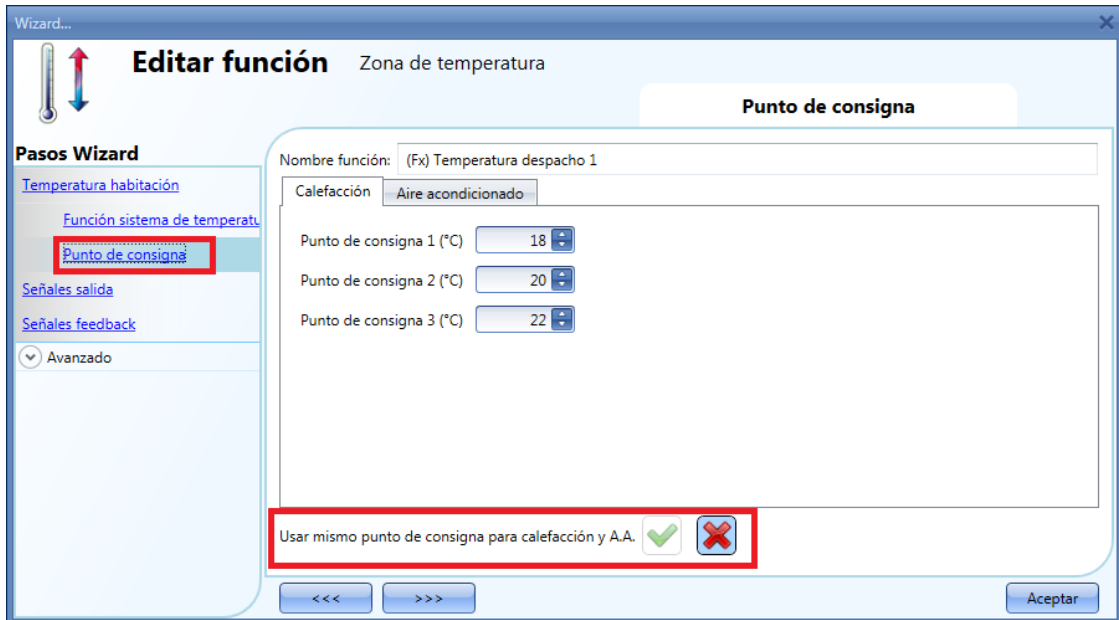 Wizard...
Editar función Zona de temperatura
Punto de consigna
Pasos Wizard
Temperatura habitación
Función sistema de temperatu
Punto de consigna
Señales salida
Señales feedback
Avanzado
Nombre función: (Fx) Temperatura despacho 1
Calefacción Aire acondicionado
Punto de consigna 1 (°C) 18
Punto de consigna 2 (°C) 20
Punto de consigna 3 (°C) 22
Usar mismo punto de consigna para calefacción y A.A.
<<< >>> Aceptar